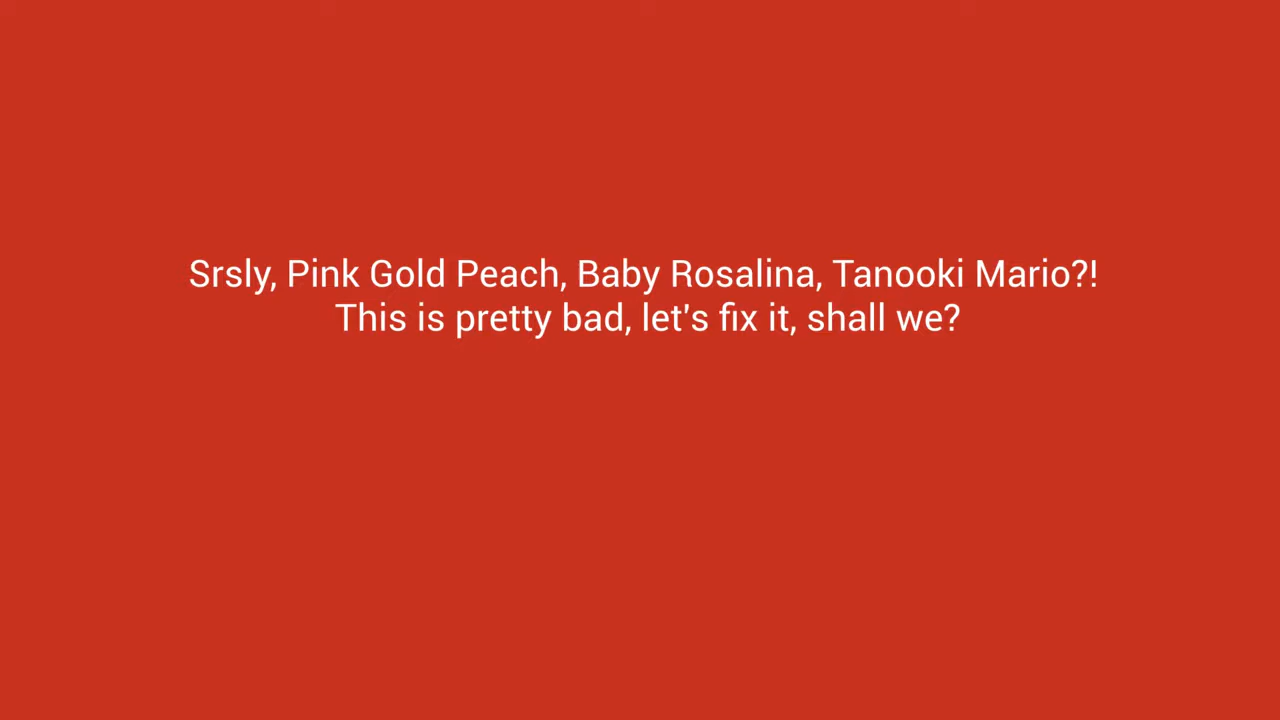 Srsly, Pink Gold Peach, Baby Rosalina, Tanooki Mario?!
This is pretty bad, let's fix it, shall we?